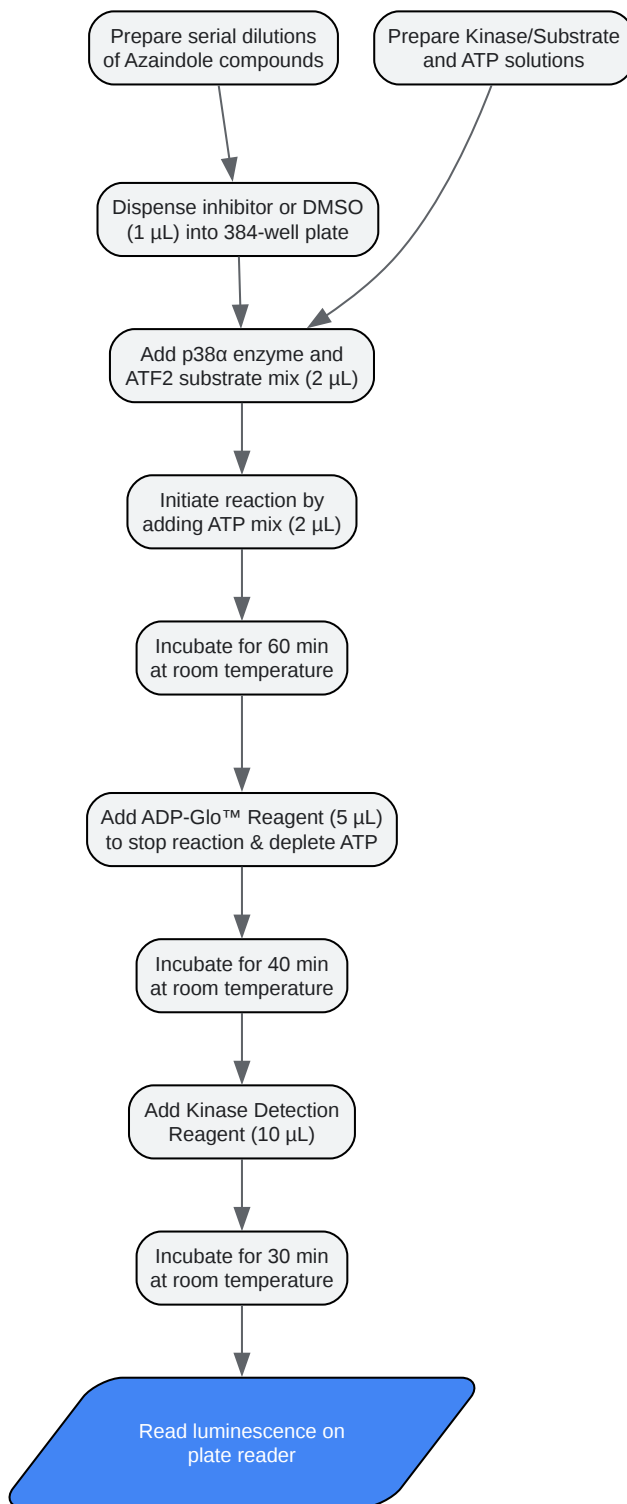 Prepare serial dilutions
of Azaindole compounds
Prepare Kinase/Substrate
and ATP solutions
Dispense inhibitor or DMSO
(1 µL) into 384-well plate
Add p38α enzyme and
ATF2 substrate mix (2 µL)
Initiate reaction by
adding ATP mix (2 µL)
Incubate for 60 min
at room temperature
Add ADP-Glo™ Reagent (5 µL)
to stop reaction & deplete ATP
Incubate for 40 min
at room temperature
Add Kinase Detection
Reagent (10 µL)
Incubate for 30 min
at room temperature
Read luminescence on
plate reader